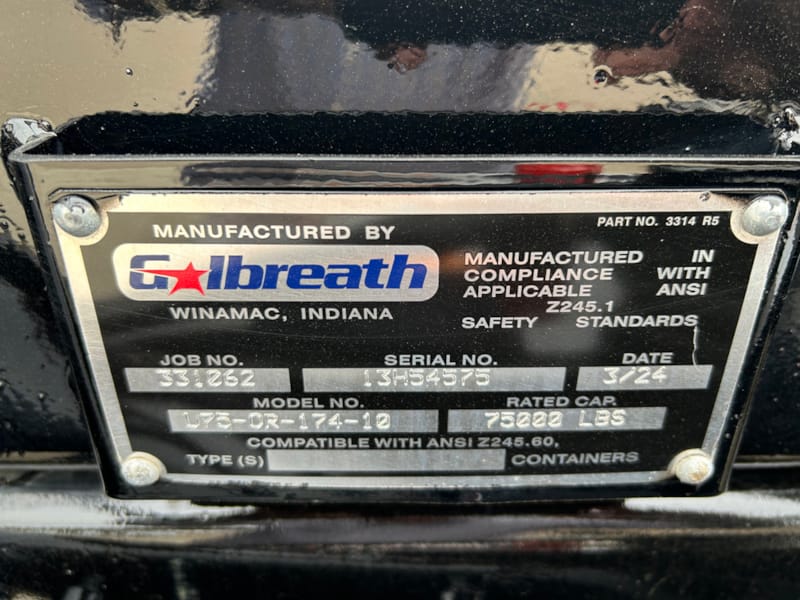 PART NO. 3314 R5
MANUFACTURED BY
Galbreath
WINAMAC, INDIANA
MANUFACTURED IN
COMPLIANCE WITH
APPLICABLE ANSI
Z245.1
SAFETY STANDARDS
JOB NO. SERIAL NO. DATE
331062 13H54575 3/24
MODEL NO. RATED CAP.
U75-OR-174-10 75000 LBS
COMPATIBLE WITH ANSI Z245.60,
TYPE (S) CONTAINERS